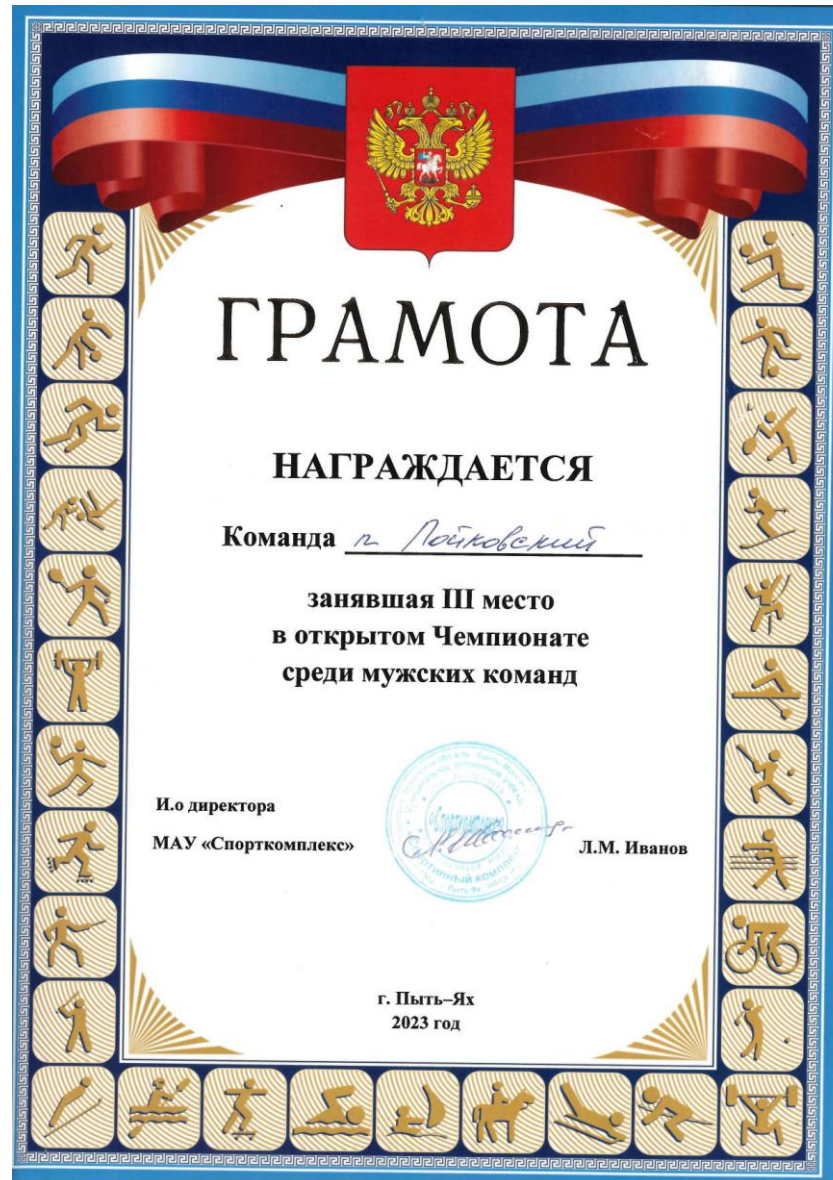 ГРАМОТА
НАГРАЖДАЕТСЯ
Команда п. Пойковский
занявшая III место
в открытом Чемпионате
среди мужских команд
И.о директора
МАУ «Спорткомплекс»
Л.М. Иванов
г. Пыть–Ях
2023 год